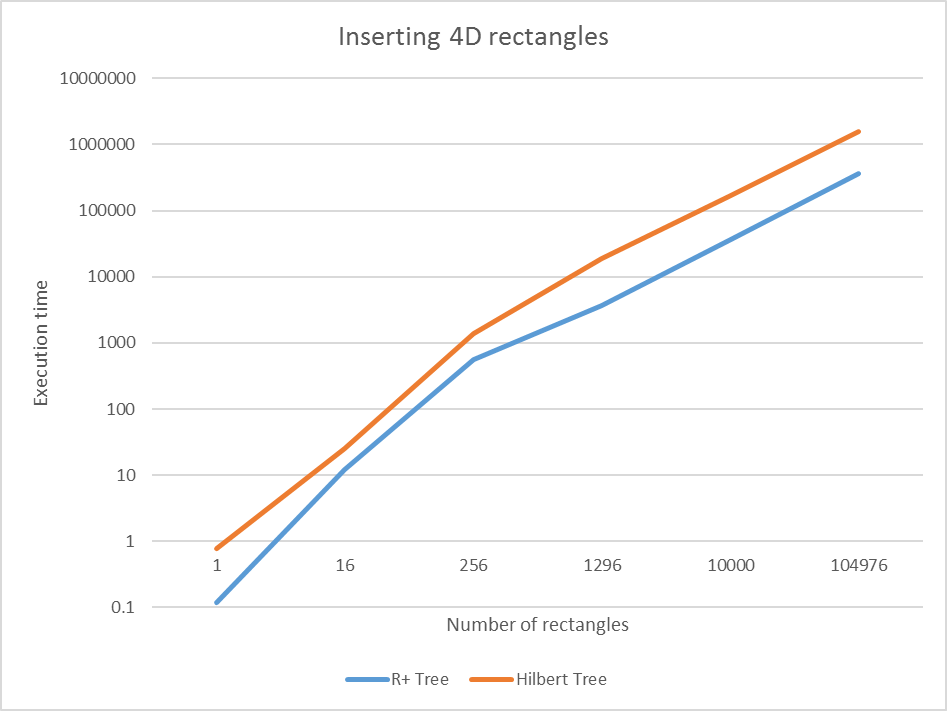 Inserting 4D rectangles
10000000
1000000
100000
10000
1000
100
10
1
0.1
Execution time
1 16 256 1296 10000 104976
Number of rectangles
R+ Tree Hilbert Tree